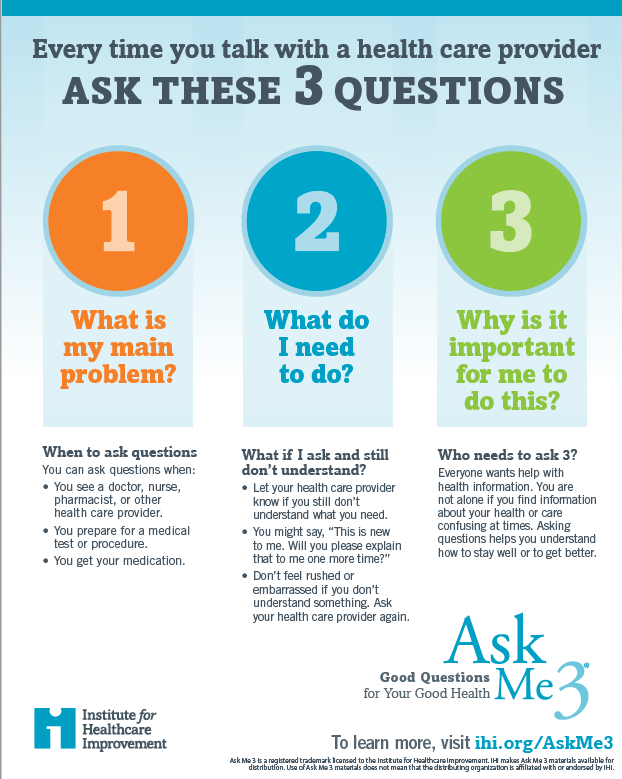 Every time you talk with a health care provider
ASK THESE 3 QUESTIONS
1
What is
my main
problem?
2
What do
I need
to do?
3
Why is it
important
for me to
do this?
When to ask questions
You can ask questions when:
• You see a doctor, nurse,
pharmacist, or other
health care provider.
• You prepare for a medical
test or procedure.
• You get your medication.
What if I ask and still
don't understand?
• Let your health care provider
know if you still don't
understand what you need.
• You might say, "This is new
to me. Will you please explain
that to me one more time?"
• Don't feel rushed or
embarrassed if you don't
understand something. Ask
your health care provider again.
Who needs to ask 3?
Everyone wants help with
health information. You are
not alone if you find information
about your health or care
confusing at times. Asking
questions helps you understand
how to stay well or to get better.
Ask
Me 3®
Good Questions
for Your Good Health
Institute for
Healthcare
Improvement
To learn more, visit ihi.org/AskMe3
Ask Me 3 is a registered trademark licensed to the Institute for Healthcare Improvement. IHI makes Ask Me 3 materials available for
distribution. Use of Ask Me 3 materials does not mean that the distributing organization is affiliated with or endorsed by IHI.